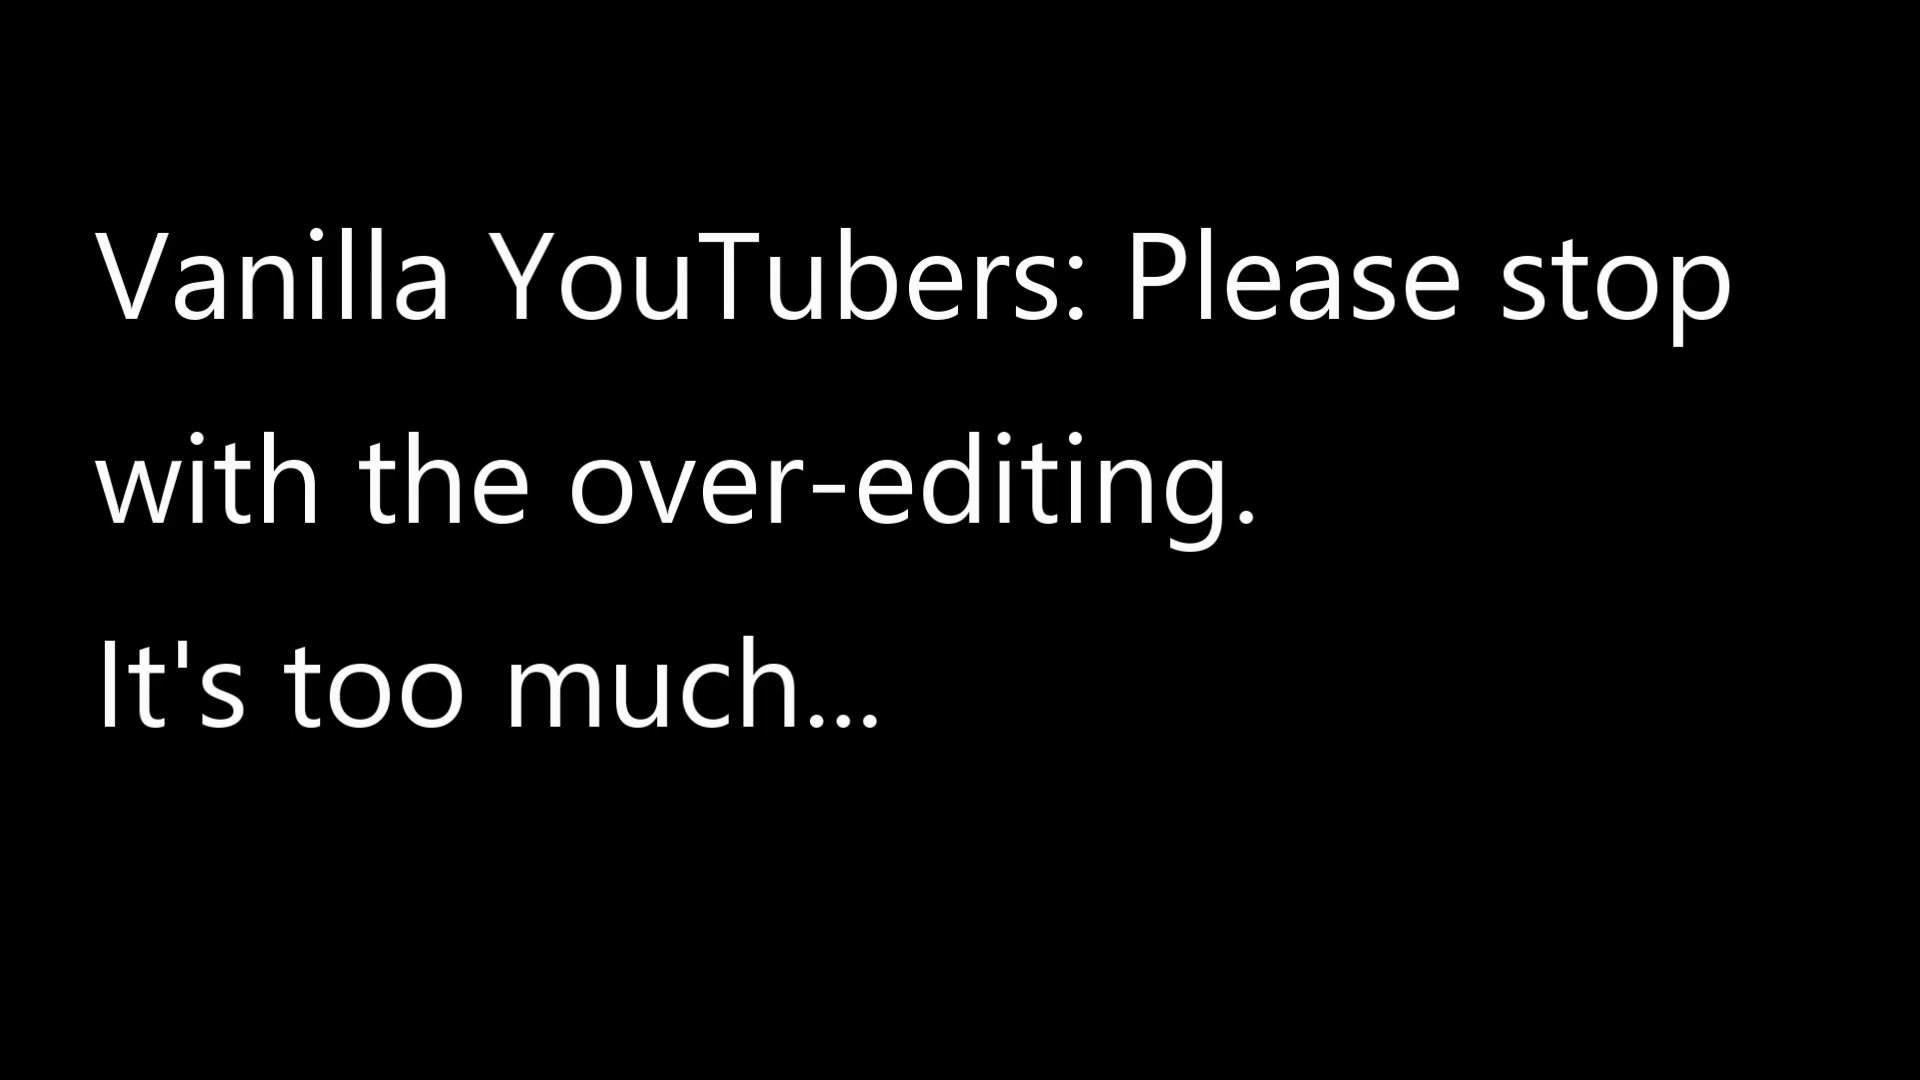 Vanilla YouTubers: Please stop
with the over-editing.
It's too much...